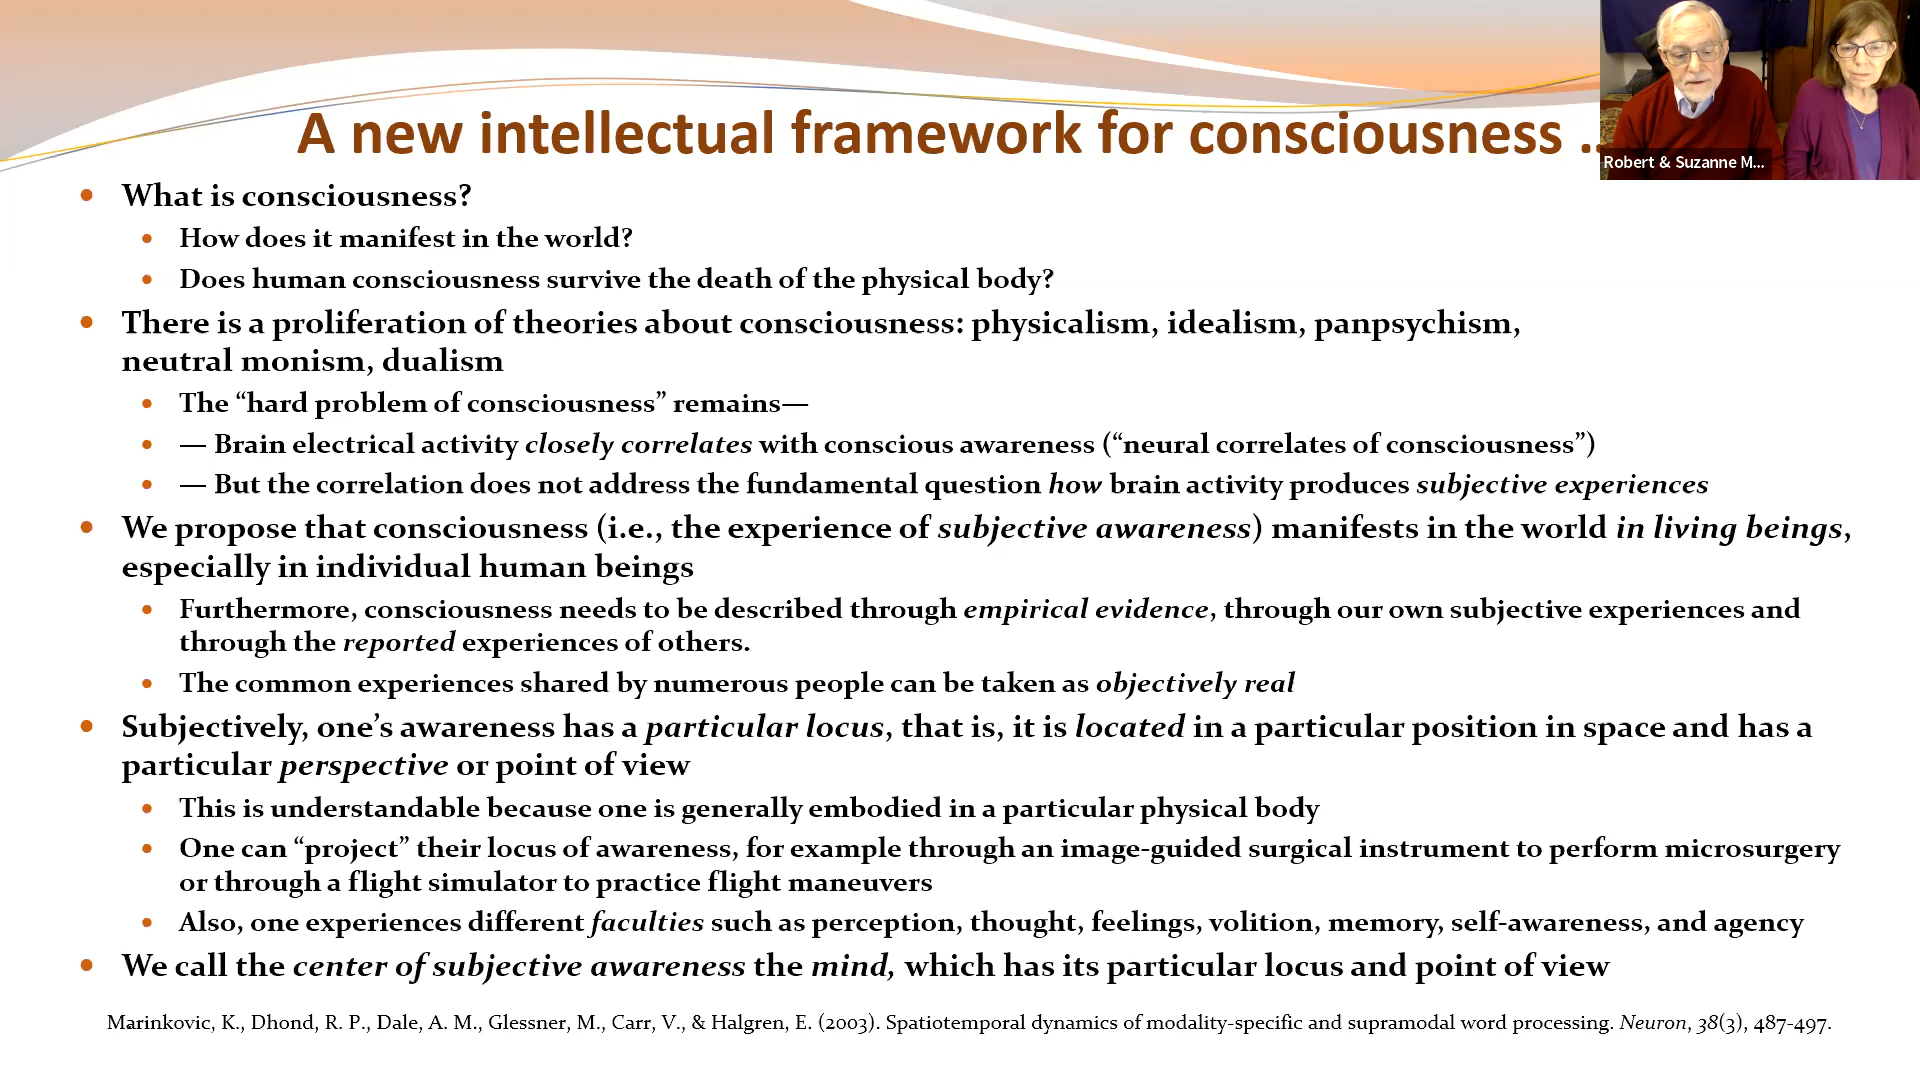 A new intellectual framework for consciousness ..
Robert & Suzanne M...
• What is consciousness?
• How does it manifest in the world?
• Does human consciousness survive the death of the physical body?
• There is a proliferation of theories about consciousness: physicalism, idealism, panpsychism,
neutral monism, dualism
• The “hard problem of consciousness” remains—
• — Brain electrical activity closely correlates with conscious awareness (“neural correlates of consciousness”)
• — But the correlation does not address the fundamental question how brain activity produces subjective experiences
• We propose that consciousness (i.e., the experience of subjective awareness) manifests in the world in living beings,
especially in individual human beings
• Furthermore, consciousness needs to be described through empirical evidence, through our own subjective experiences and
through the reported experiences of others.
• The common experiences shared by numerous people can be taken as objectively real
• Subjectively, one’s awareness has a particular locus, that is, it is located in a particular position in space and has a
particular perspective or point of view
• This is understandable because one is generally embodied in a particular physical body
• One can “project” their locus of awareness, for example through an image-guided surgical instrument to perform microsurgery
or through a flight simulator to practice flight maneuvers
• Also, one experiences different faculties such as perception, thought, feelings, volition, memory, self-awareness, and agency
• We call the center of subjective awareness the mind, which has its particular locus and point of view
Marinkovic, K., Dhond, R. P., Dale, A. M., Glessner, M., Carr, V., & Halgren, E. (2003). Spatiotemporal dynamics of modality-specific and supramodal word processing. Neuron, 38(3), 487-497.